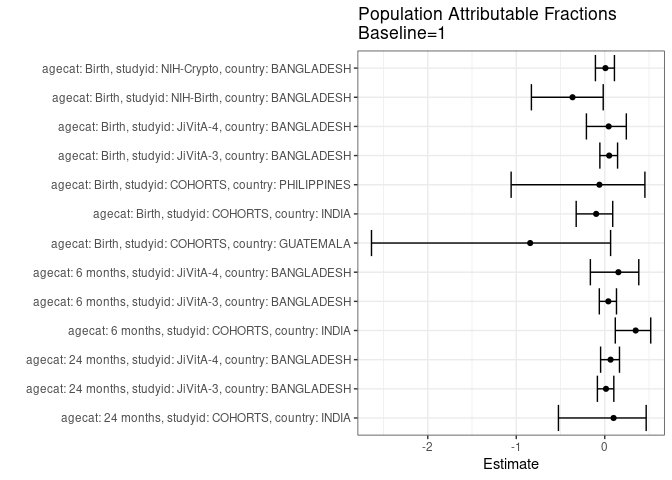 Population Attributable Fractions
Baseline=1
agecat: Birth, studyid: NIH-Crypto, country: BANGLADESH
agecat: Birth, studyid: NIH-Birth, country: BANGLADESH
agecat: Birth, studyid: JiVitA-4, country: BANGLADESH
agecat: Birth, studyid: JiVitA-3, country: BANGLADESH
agecat: Birth, studyid: COHORTS, country: PHILIPPINES
agecat: Birth, studyid: COHORTS, country: INDIA
agecat: Birth, studyid: COHORTS, country: GUATEMALA
agecat: 6 months, studyid: JiVitA-4, country: BANGLADESH
agecat: 6 months, studyid: JiVitA-3, country: BANGLADESH
agecat: 6 months, studyid: COHORTS, country: INDIA
agecat: 24 months, studyid: JiVitA-4, country: BANGLADESH
agecat: 24 months, studyid: JiVitA-3, country: BANGLADESH
agecat: 24 months, studyid: COHORTS, country: INDIA
-2 -1 0
Estimate